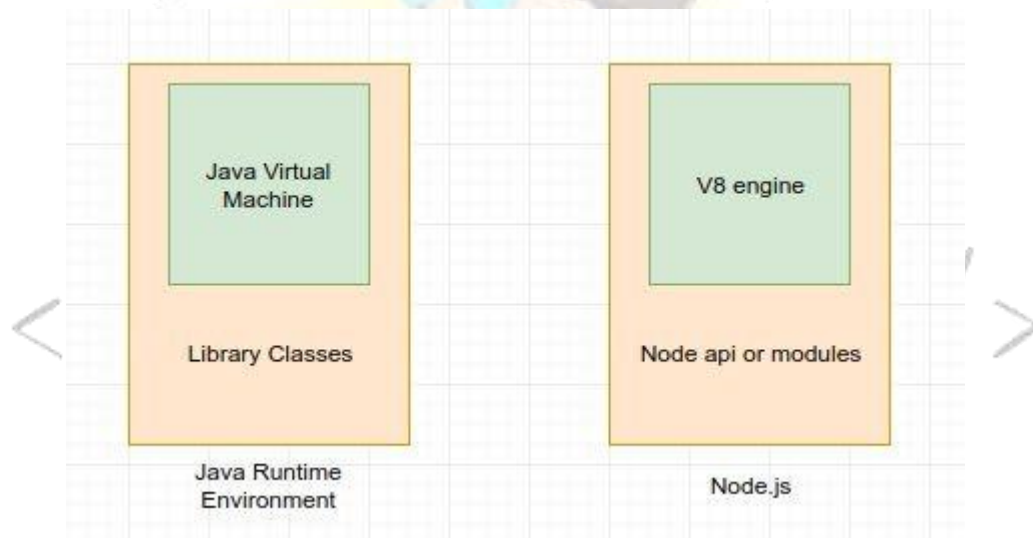 Java Virtual
Machine
Library Classes
Java Runtime
Environment
V8 engine
Node api or modules
Node.js